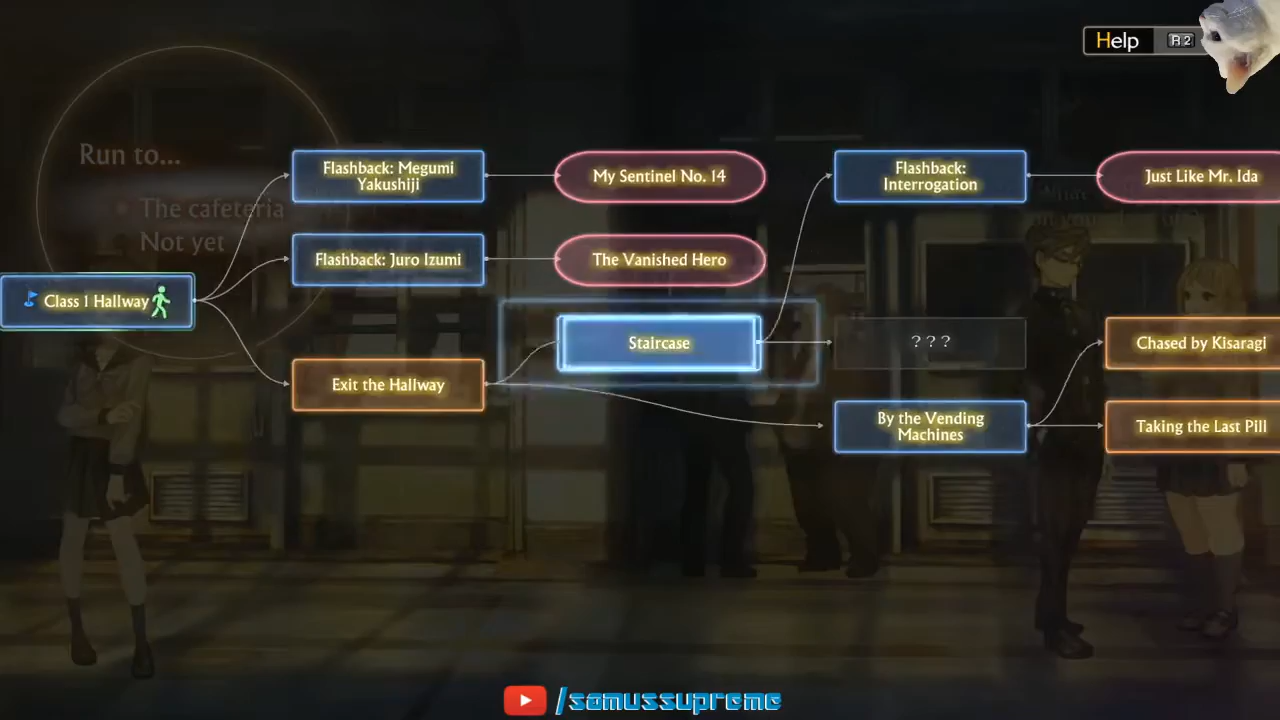 Help R2
Run to...
The cafeteria
Not yet
Flashback: Megumi
Yakushiji
My Sentinel No. 14
Flashback:
Interrogation
Just Like Mr. Ida
Flashback: Juro Izumi
The Vanished Hero
Class 1 Hallway
Staircase
???
Chased by Kisaragi
Exit the Hallway
By the Vending
Machines
Taking the Last Pill
/samussupreme